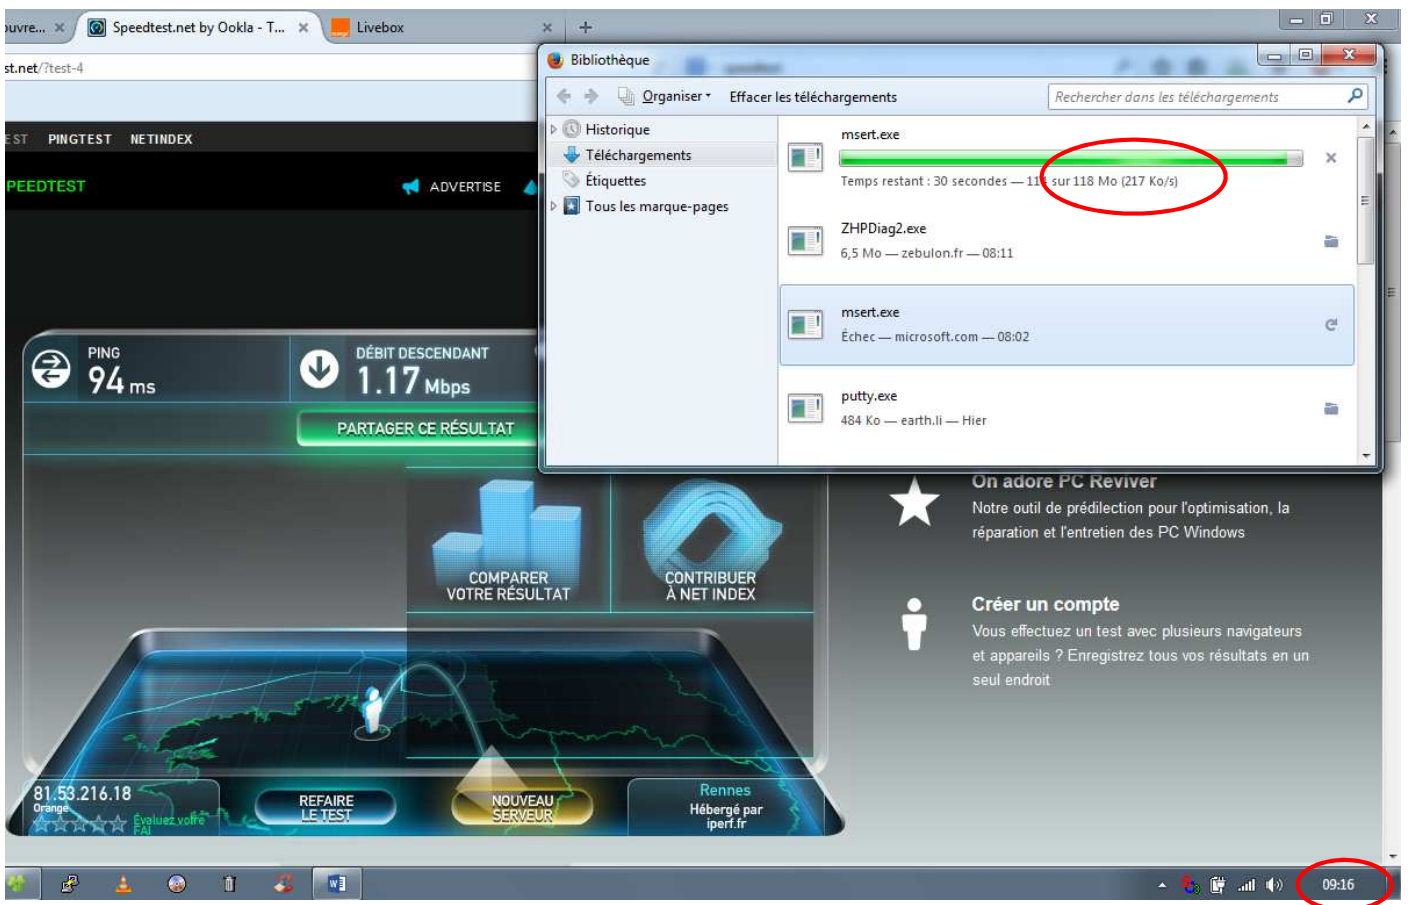 ouvre...
Speedtest.net by Ookla - T...
Livebox
st.net/?test-4
EST PINGTEST NETINDEX
PEEDTEST
ADVERTISE
Bibliothèque
Organiser
Effacer les téléchargements
Rechercher dans les téléchargements
Historique
Téléchargements
Étiquettes
Tous les marque-pages
msert.exe
Temps restant : 30 secondes — 114 sur 118 Mo (217 Ko/s)
ZHPDiag2.exe
6,5 Mo — zebulon.fr — 08:11
msert.exe
Échec — microsoft.com — 08:02
putty.exe
484 Ko — earth.li — Hier
PING
94 ms
DÉBIT DESCENDANT
1.17 Mbps
PARTAGER CE RÉSULTAT
COMPARER
VOTRE RÉSULTAT
CONTRIBUER
À NET INDEX
On adore PC Reviver
Notre outil de prédilection pour l'optimisation, la
réparation et l'entretien des PC Windows
Créer un compte
Vous effectuez un test avec plusieurs navigateurs
et appareils ? Enregistrez tous vos résultats en un
seul endroit
81.53.216.18
Orange
Évaluez votre
FAI
REFAIRE
LE TEST
NOUVEAU
SERVEUR
Rennes
Hébergé par
iperf.fr
09:16